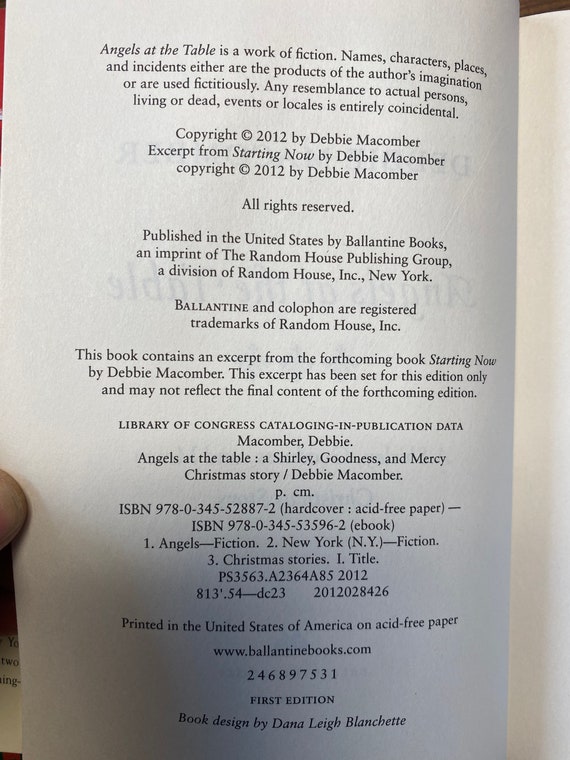 Angels at the Table is a work of fiction. Names, characters, places,
and incidents either are the products of the author's imagination
or are used fictitiously. Any resemblance to actual persons,
living or dead, events or locales is entirely coincidental.
Copyright © 2012 by Debbie Macomber
Excerpt from Starting Now by Debbie Macomber
copyright © 2012 by Debbie Macomber
All rights reserved.
Published in the United States by Ballantine Books,
an imprint of The Random House Publishing Group,
a division of Random House, Inc., New York.
BALLANTINE and colophon are registered
trademarks of Random House, Inc.
This book contains an excerpt from the forthcoming book Starting Now
by Debbie Macomber. This excerpt has been set for this edition only
and may not reflect the final content of the forthcoming edition.
LIBRARY OF CONGRESS CATALOGING-IN-PUBLICATION DATA
Macomber, Debbie.
Angels at the table : a Shirley, Goodness, and Mercy
Christmas story / Debbie Macomber.
p. cm.
ISBN 978-0-345-52887-2 (hardcover : acid-free paper) —
ISBN 978-0-345-53596-2 (ebook)
1. Angels—Fiction. 2. New York (N.Y.)—Fiction.
3. Christmas stories. I. Title.
PS3563.A2364A85 2012
813'.54—dc23 2012028426
Printed in the United States of America on acid-free paper
www.ballantinebooks.com
2 4 6 8 9 7 5 3 1
FIRST EDITION
Book design by Dana Leigh Blanchette
Yo
two
ing-